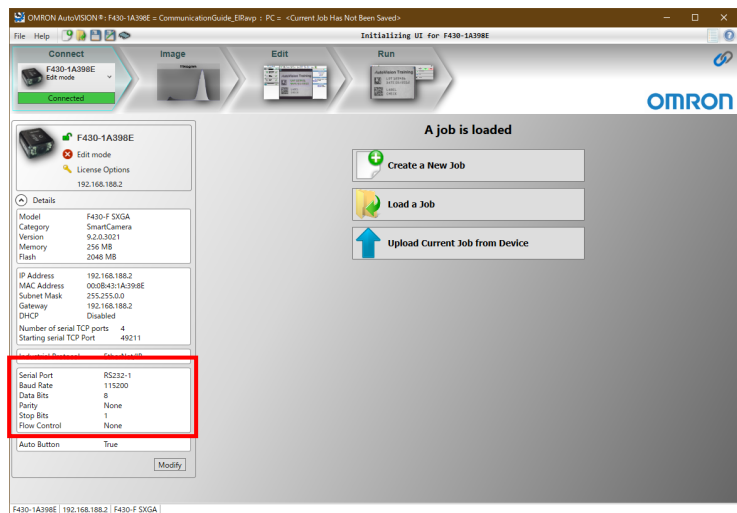 OMRON AutoVISION®: F430-1A398E = CommunicationGuide_EIRavp : PC = <Current Job Has Not Been Saved>
File Help Initializing UI for F430-1A398E
Connect Image Edit Run
F430-1A398E
Edit mode
Connected
OMRON
F430-1A398E
Edit mode
License Options
192.168.188.2
Details
Model F430-F SXGA
Category SmartCamera
Version 9.2.0.3021
Memory 256 MB
Flash 2048 MB
IP Address 192.168.188.2
MAC Address 00:0B:43:1A:39:8E
Subnet Mask 255.255.0.0
Gateway 192.168.188.2
DHCP Disabled
Number of serial TCP ports 4
Starting serial TCP Port 49211
Industrial Protocol EtherNet/IP
Serial Port RS232-1
Baud Rate 115200
Data Bits 8
Parity None
Stop Bits 1
Flow Control None
Auto Button True
Modify
A job is loaded
Create a New Job
Load a Job
Upload Current Job from Device
F430-1A398E 192.168.188.2 F430-F SXGA